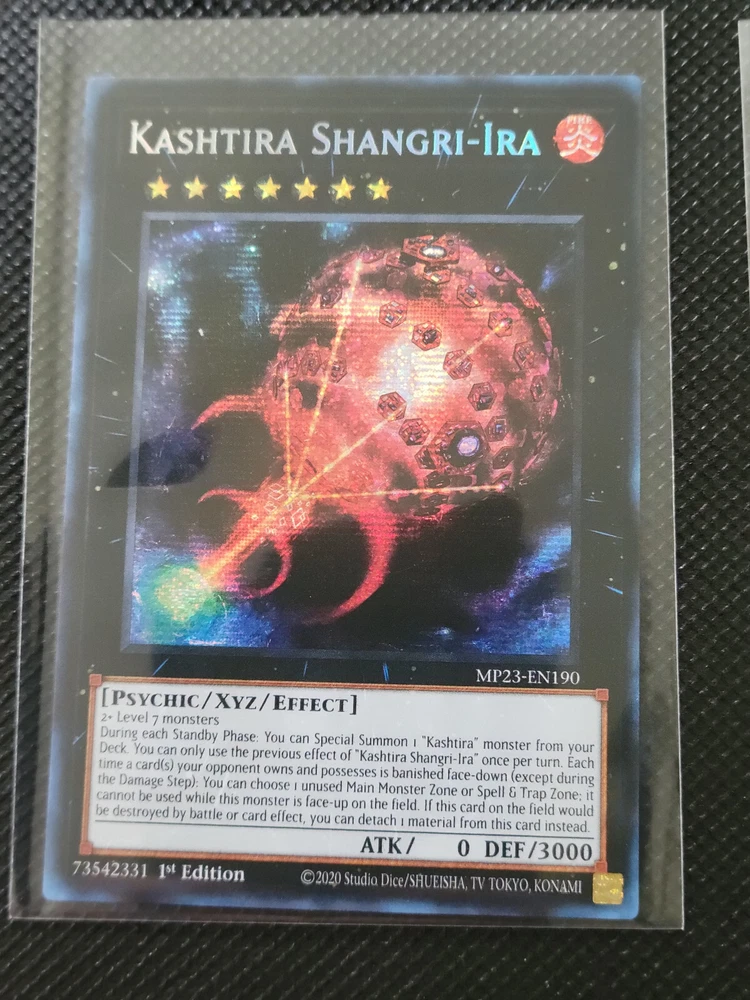 KASHTIRA SHANGRI-IRA
FIRE
炎
MP23-EN190
[PSYCHIC/XYZ/EFFECT]
2+ Level 7 monsters
During each Standby Phase: You can Special Summon 1 "Kashtira" monster from your
Deck. You can only use the previous effect of "Kashtira Shangri-Ira" once per turn. Each
time a card(s) your opponent owns and possesses is banished face-down (except during
the Damage Step): You can choose 1 unused Main Monster Zone or Spell & Trap Zone; it
cannot be used while this monster is face-up on the field. If this card on the field would
be destroyed by battle or card effect, you can detach 1 material from this card instead.
ATK/ 0 DEF/3000
73542331 1st Edition ©2020 Studio Dice/SHUEISHA, TV TOKYO, KONAMI